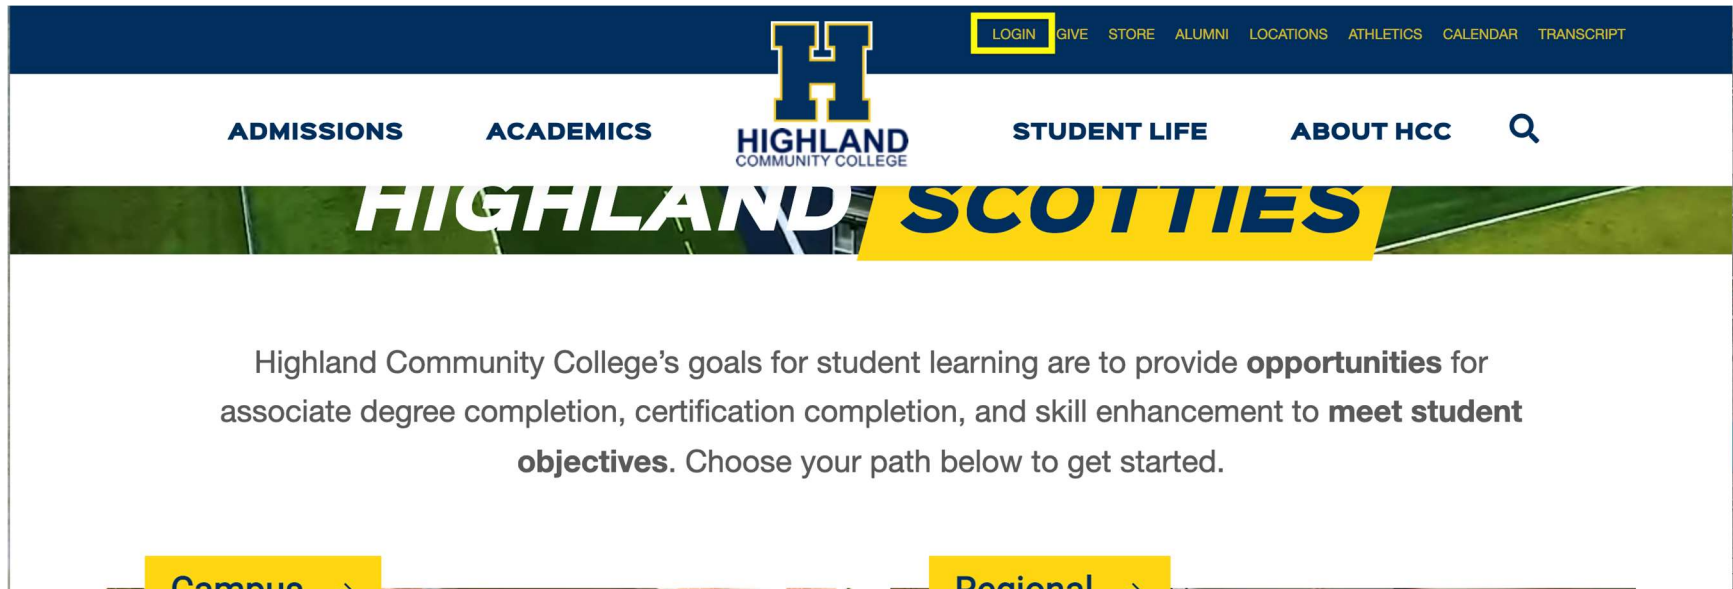 LOGIN GIVE STORE ALUMNI LOCATIONS ATHLETICS CALENDAR TRANSCRIPT
H
ADMISSIONS ACADEMICS STUDENT LIFE ABOUT HCC
HIGHLAND
COMMUNITY COLLEGE
HIGHLAND SCOTTIES
Highland Community College’s goals for student learning are to provide opportunities for
associate degree completion, certification completion, and skill enhancement to meet student
objectives. Choose your path below to get started.
Campus Regional